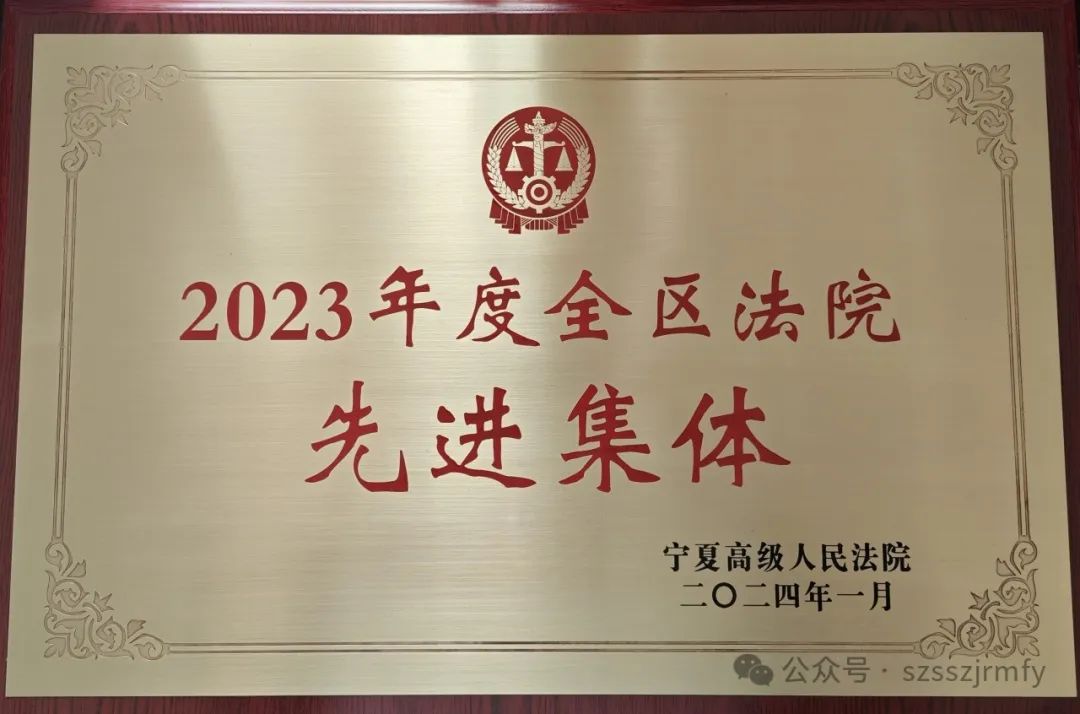 2023年度全区法院
先进集体
宁夏高级人民法院
二〇二四年一月
公众号·szsszjrmfy